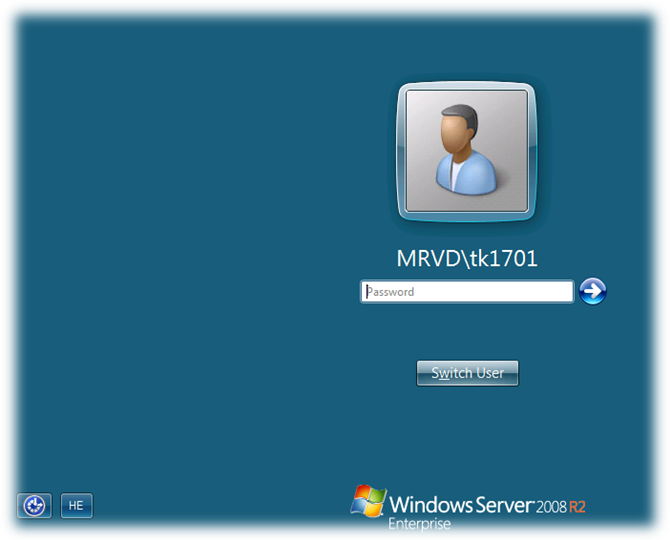 MRVD\tk1701
Password
Switch User
HE
Windows Server 2008 R2
Enterprise